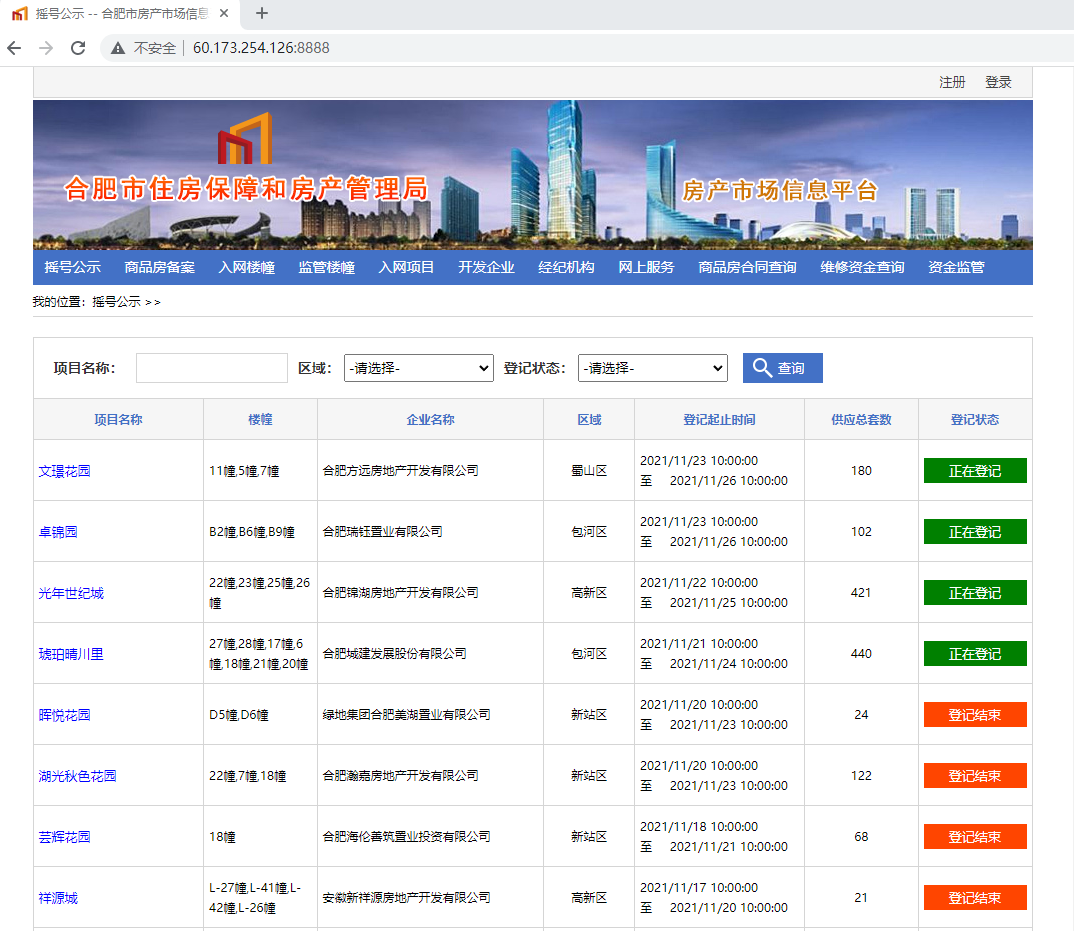 摇号公示 -- 合肥市房产市场信息
不安全 60.173.254.126:8888
注册 登录
合肥市住房保障和房产管理局 房产市场信息平台
摇号公示 商品房备案 入网楼幢 监管楼幢 入网项目 开发企业 经纪机构 网上服务 商品房合同查询 维修资金查询 资金监管
我的位置：摇号公示 >>
项目名称： 区域： -请选择- 登记状态： -请选择- 查询
项目名称 楼幢 企业名称 区域 登记起止时间 供应总套数 登记状态
文璟花园 11幢,5幢,7幢 合肥方远房地产开发有限公司 蜀山区 2021/11/23 10:00:00
至 2021/11/26 10:00:00 180 正在登记
卓锦园 B2幢,B6幢,B9幢 合肥瑞钰置业有限公司 包河区 2021/11/23 10:00:00
至 2021/11/26 10:00:00 102 正在登记
光年世纪城 22幢,23幢,25幢,26
幢 合肥锦湖房地产开发有限公司 高新区 2021/11/22 10:00:00
至 2021/11/25 10:00:00 421 正在登记
琥珀晴川里 27幢,28幢,17幢,6
幢,18幢,21幢,20幢 合肥城建发展股份有限公司 包河区 2021/11/21 10:00:00
至 2021/11/24 10:00:00 440 正在登记
晖悦花园 D5幢,D6幢 绿地集团合肥美湖置业有限公司 新站区 2021/11/20 10:00:00
至 2021/11/23 10:00:00 24 登记结束
湖光秋色花园 22幢,7幢,18幢 合肥瀚嘉房地产开发有限公司 新站区 2021/11/20 10:00:00
至 2021/11/23 10:00:00 122 登记结束
芸辉花园 18幢 合肥海伦善筑置业投资有限公司 新站区 2021/11/18 10:00:00
至 2021/11/21 10:00:00 68 登记结束
祥源城 L-27幢,L-41幢,L-
42幢,L-26幢 安徽新祥源房地产开发有限公司 高新区 2021/11/17 10:00:00
至 2021/11/20 10:00:00 21 登记结束